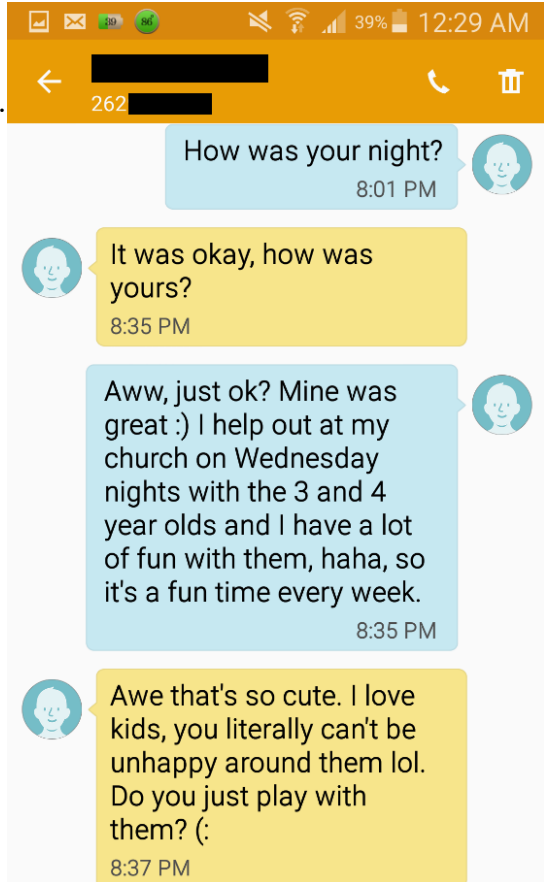 39 86° 39% 12:29 AM
262
How was your night?
8:01 PM
It was okay, how was
yours?
8:35 PM
Aww, just ok? Mine was
great :) I help out at my
church on Wednesday
nights with the 3 and 4
year olds and I have a lot
of fun with them, haha, so
it's a fun time every week.
8:35 PM
Awe that's so cute. I love
kids, you literally can't be
unhappy around them lol.
Do you just play with
them? (:
8:37 PM